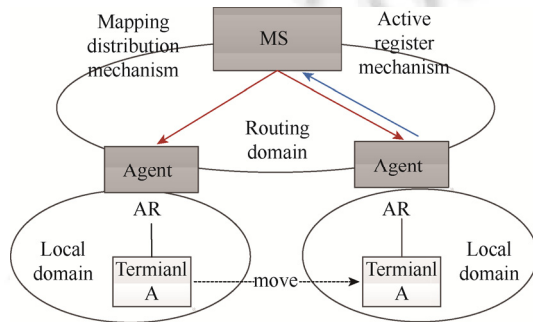 Mapping
distribution
mechanism
MS
Active
register
mechanism
Routing
domain
Agent
Agent
AR
AR
Local
domain
Termianl
A
move
Termianl
A
Local
domain